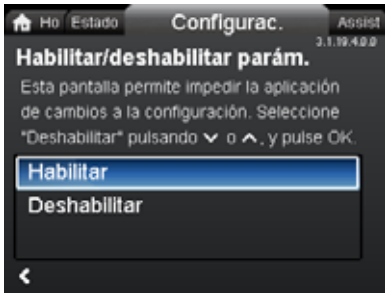 Ho Estado Configurac. Assist
3.1.19.4.0.0
Habilitar/deshabilitar parám.
Esta pantalla permite impedir la aplicación
de cambios a la configuración. Seleccione
"Deshabilitar" pulsando o , y pulse OK.
Habilitar
Deshabilitar